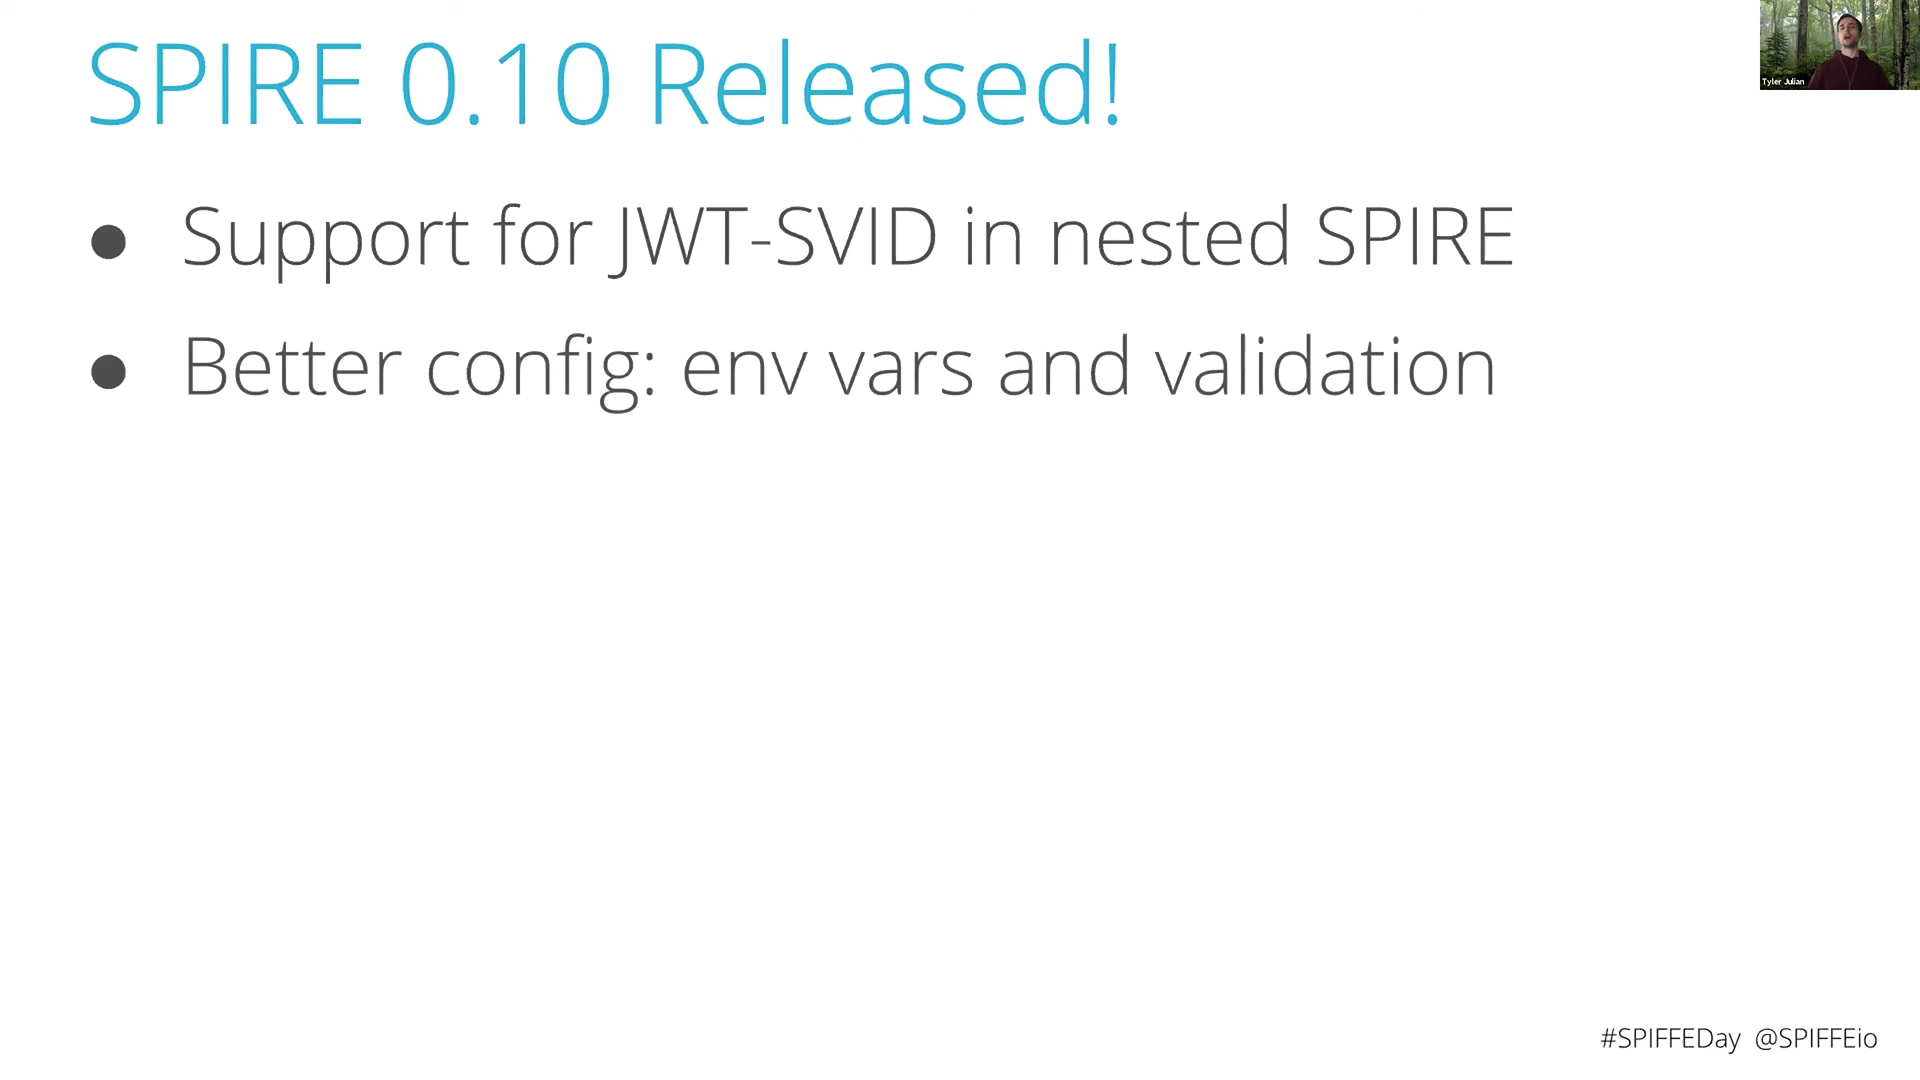 SPIRE 0.10 Released!
Tyler Julian
● Support for JWT-SVID in nested SPIRE
● Better config: env vars and validation
#SPIFFEDay @SPIFFEio